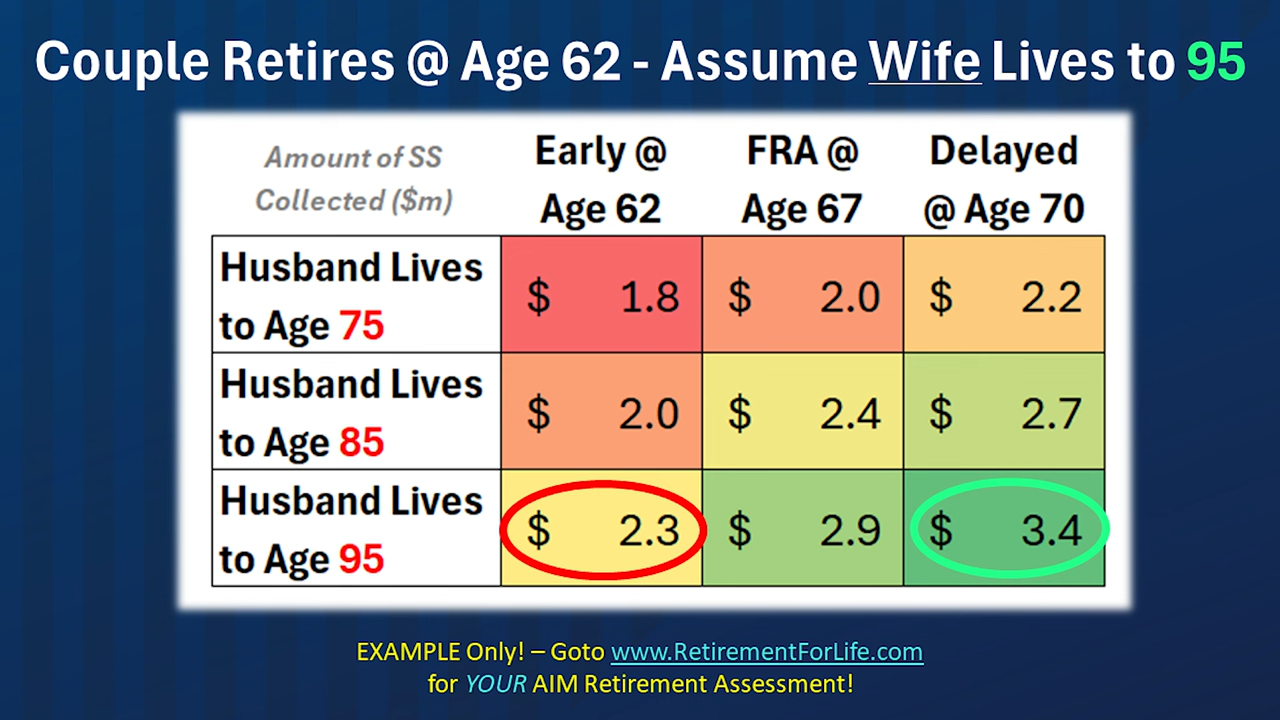 Couple Retires @ Age 62 - Assume Wife Lives to 95
Amount of SS
Collected ($m)
Early @
Age 62
FRA @
Age 67
Delayed
@ Age 70
Husband Lives
to Age 75
$ 1.8
$ 2.0
$ 2.2
Husband Lives
to Age 85
$ 2.0
$ 2.4
$ 2.7
Husband Lives
to Age 95
$ 2.3
$ 2.9
$ 3.4
EXAMPLE Only! – Goto www.RetirementForLife.com
for YOUR AIM Retirement Assessment!